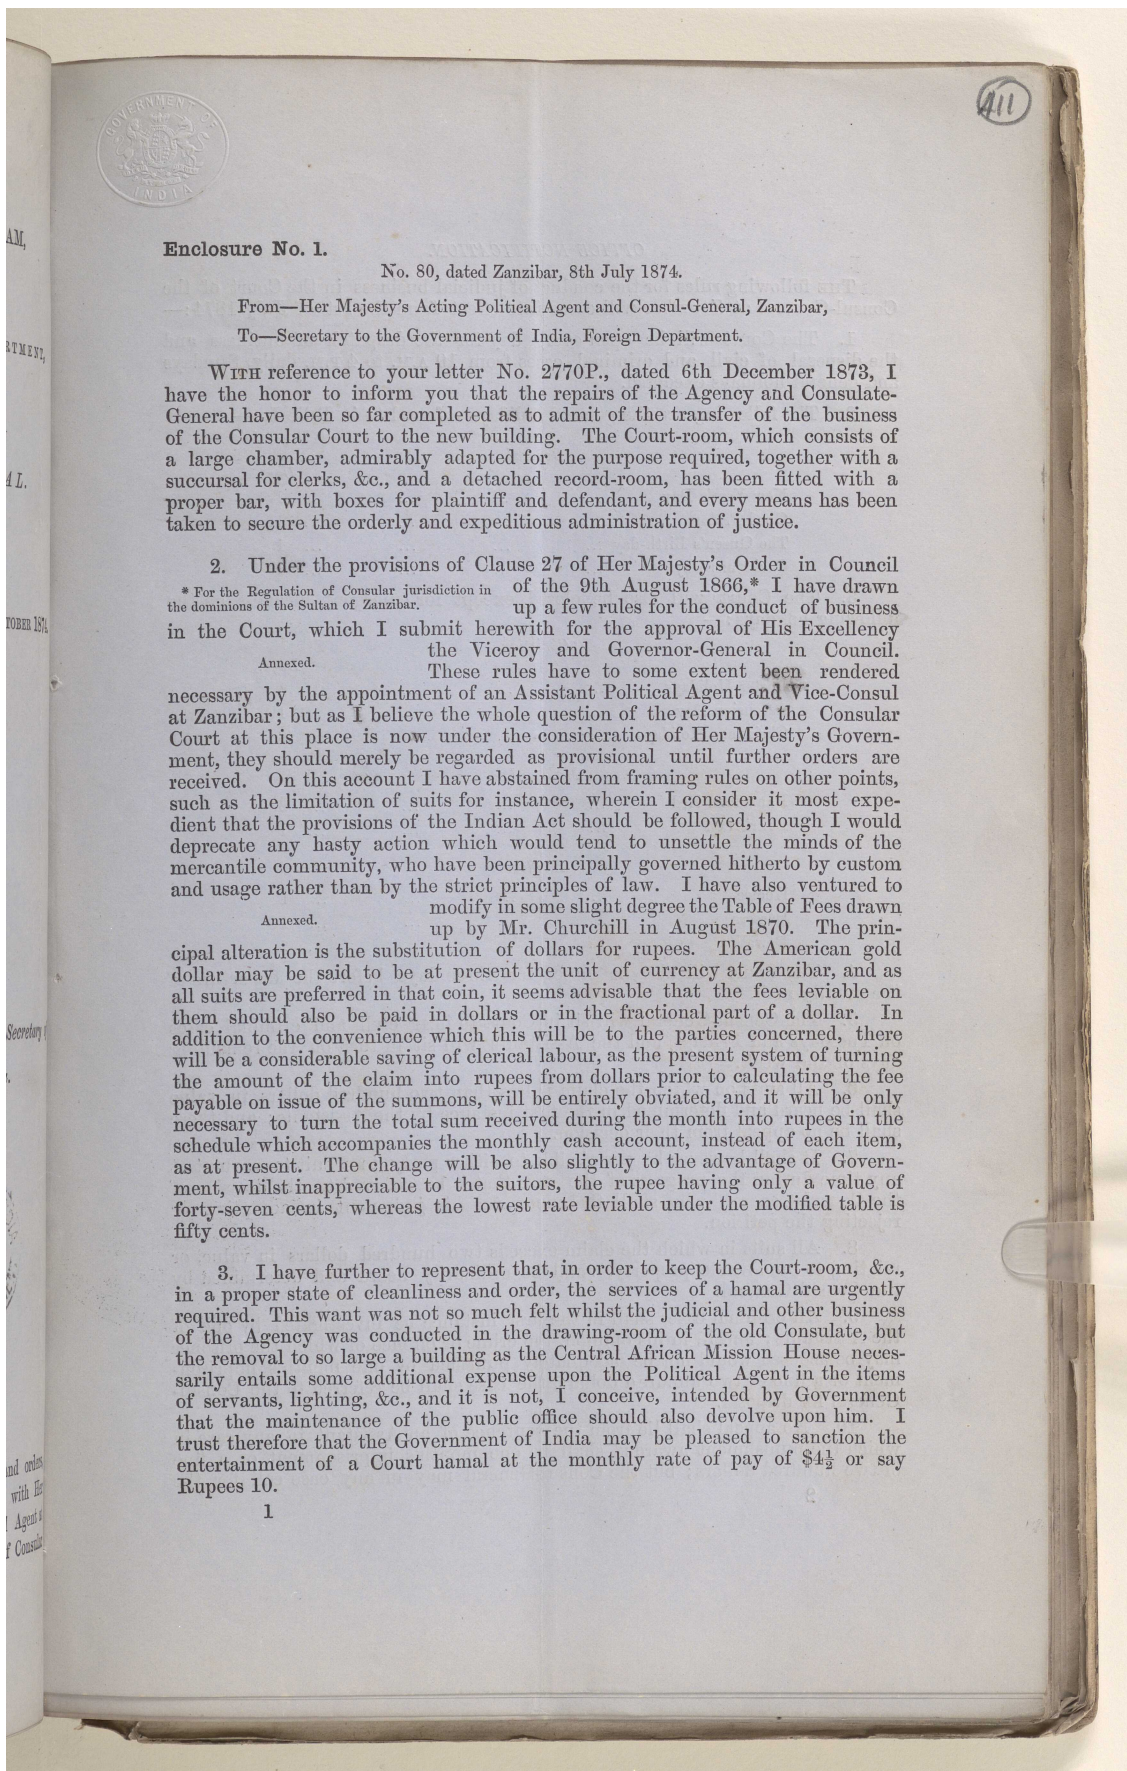 411
GOVERNMENT OF
INDIA
Enclosure No. 1.
No. 80, dated Zanzibar, 8th July 1874.
From—Her Majesty's Acting Political Agent and Consul-General, Zanzibar,
To—Secretary to the Government of India, Foreign Department.
WITH reference to your letter No. 2770P., dated 6th December 1873, I
have the honor to inform you that the repairs of the Agency and Consulate-
General have been so far completed as to admit of the transfer of the business
of the Consular Court to the new building. The Court-room, which consists of
a large chamber, admirably adapted for the purpose required, together with a
succursal for clerks, &c., and a detached record-room, has been fitted with a
proper bar, with boxes for plaintiff and defendant, and every means has been
taken to secure the orderly and expeditious administration of justice.
2. Under the provisions of Clause 27 of Her Majesty's Order in Council
* For the Regulation of Consular jurisdiction in
the dominions of the Sultan of Zanzibar.
of the 9th August 1866,* I have drawn
up a few rules for the conduct of business
in the Court, which I submit herewith for the approval of His Excellency
Annexed.
the Viceroy and Governor-General in Council.
These rules have to some extent been rendered
necessary by the appointment of an Assistant Political Agent and Vice-Consul
at Zanzibar; but as I believe the whole question of the reform of the Consular
Court at this place is now under the consideration of Her Majesty's Govern-
ment, they should merely be regarded as provisional until further orders are
received. On this account I have abstained from framing rules on other points,
such as the limitation of suits for instance, wherein I consider it most expe-
dient that the provisions of the Indian Act should be followed, though I would
deprecate any hasty action which would tend to unsettle the minds of the
mercantile community, who have been principally governed hitherto by custom
and usage rather than by the strict principles of law. I have also ventured to
Annexed.
modify in some slight degree the Table of Fees drawn
up by Mr. Churchill in August 1870. The prin-
cipal alteration is the substitution of dollars for rupees. The American gold
dollar may be said to be at present the unit of currency at Zanzibar, and as
all suits are preferred in that coin, it seems advisable that the fees leviable on
them should also be paid in dollars or in the fractional part of a dollar. In
addition to the convenience which this will be to the parties concerned, there
will be a considerable saving of clerical labour, as the present system of turning
the amount of the claim into rupees from dollars prior to calculating the fee
payable on issue of the summons, will be entirely obviated, and it will be only
necessary to turn the total sum received during the month into rupees in the
schedule which accompanies the monthly cash account, instead of each item,
as at present. The change will be also slightly to the advantage of Govern-
ment, whilst inappreciable to the suitors, the rupee having only a value of
forty-seven cents, whereas the lowest rate leviable under the modified table is
fifty cents.
3. I have further to represent that, in order to keep the Court-room, &c.,
in a proper state of cleanliness and order, the services of a hamal are urgently
required. This want was not so much felt whilst the judicial and other business
of the Agency was conducted in the drawing-room of the old Consulate, but
the removal to so large a building as the Central African Mission House neces-
sarily entails some additional expense upon the Political Agent in the items
of servants, lighting, &c., and it is not, I conceive, intended by Government
that the maintenance of the public office should also devolve upon him. I
trust therefore that the Government of India may be pleased to sanction the
entertainment of a Court hamal at the monthly rate of pay of $4½ or say
Rupees 10.
1